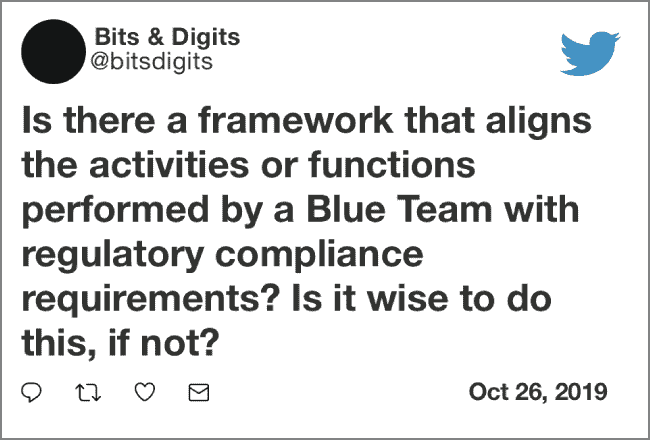 Bits & Digits
@bitsdigits
Is there a framework that aligns
the activities or functions
performed by a Blue Team with
regulatory compliance
requirements? Is it wise to do
this, if not?
Oct 26, 2019